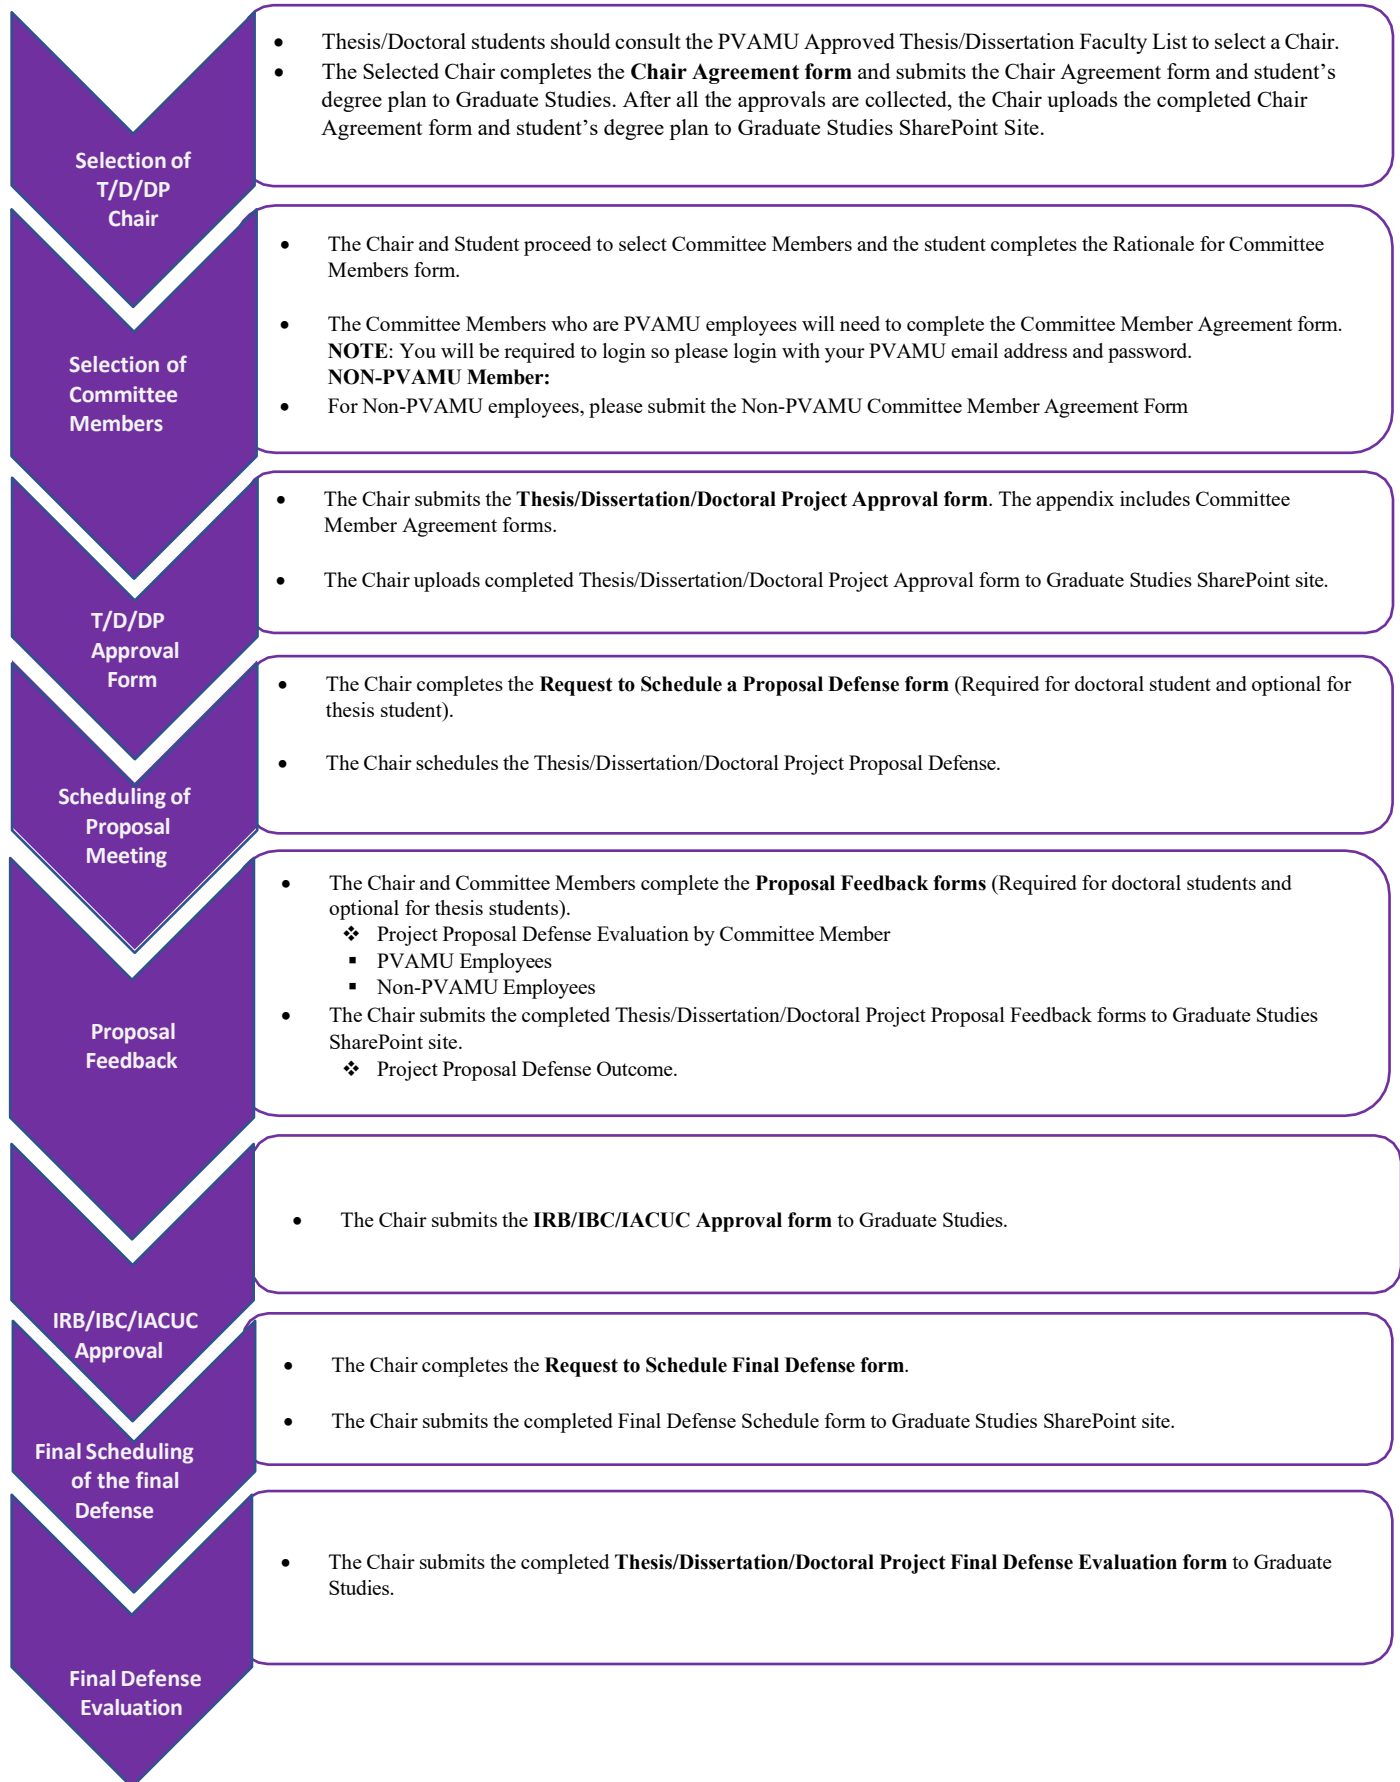 • Thesis/Doctoral students should consult the PVAMU Approved Thesis/Dissertation Faculty List to select a Chair.
• The Selected Chair completes the Chair Agreement form and submits the Chair Agreement form and student’s
degree plan to Graduate Studies. After all the approvals are collected, the Chair uploads the completed Chair
Agreement form and student’s degree plan to Graduate Studies SharePoint Site.
Selection of
T/D/DP
Chair
• The Chair and Student proceed to select Committee Members and the student completes the Rationale for Committee
Members form.
• The Committee Members who are PVAMU employees will need to complete the Committee Member Agreement form.
NOTE: You will be required to login so please login with your PVAMU email address and password.
NON-PVAMU Member:
• For Non-PVAMU employees, please submit the Non-PVAMU Committee Member Agreement Form
Selection of
Committee
Members
• The Chair submits the Thesis/Dissertation/Doctoral Project Approval form. The appendix includes Committee
Member Agreement forms.
• The Chair uploads completed Thesis/Dissertation/Doctoral Project Approval form to Graduate Studies SharePoint site.
T/D/DP
Approval
Form
• The Chair completes the Request to Schedule a Proposal Defense form (Required for doctoral student and optional for
thesis student).
• The Chair schedules the Thesis/Dissertation/Doctoral Project Proposal Defense.
Scheduling of
Proposal
Meeting
• The Chair and Committee Members complete the Proposal Feedback forms (Required for doctoral students and
optional for thesis students).
❖ Project Proposal Defense Evaluation by Committee Member
▪ PVAMU Employees
▪ Non-PVAMU Employees
• The Chair submits the completed Thesis/Dissertation/Doctoral Project Proposal Feedback forms to Graduate Studies
SharePoint site.
❖ Project Proposal Defense Outcome.
Proposal
Feedback
• The Chair submits the IRB/IBC/IACUC Approval form to Graduate Studies.
IRB/IBC/IACUC
Approval
• The Chair completes the Request to Schedule Final Defense form.
• The Chair submits the completed Final Defense Schedule form to Graduate Studies SharePoint site.
Final Scheduling
of the final
Defense
• The Chair submits the completed Thesis/Dissertation/Doctoral Project Final Defense Evaluation form to Graduate
Studies.
Final Defense
Evaluation